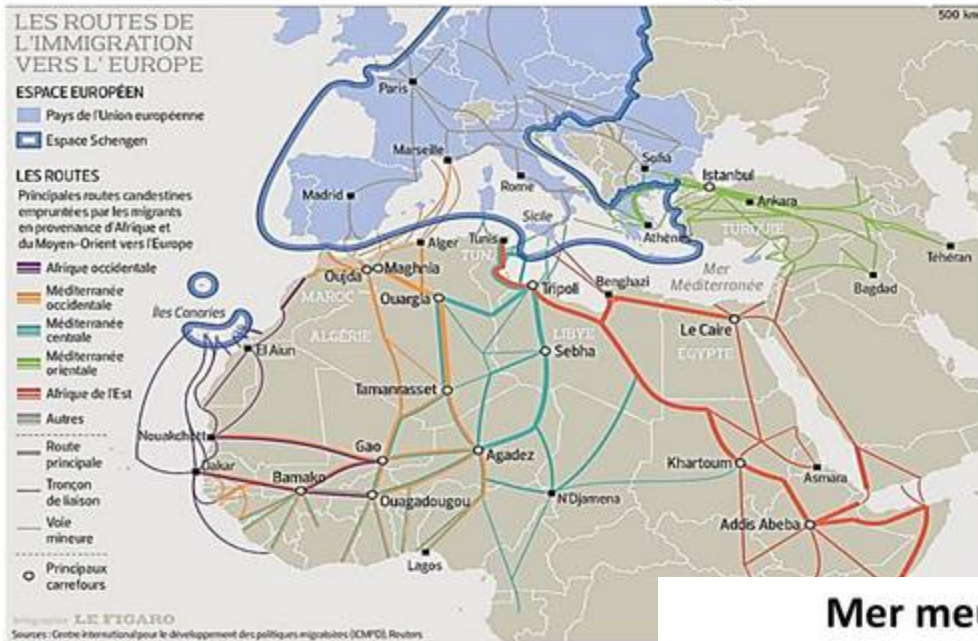 LES ROUTES DE
L'IMMIGRATION
VERS L' EUROPE
ESPACE EUROPÉEN
Pays de l'Union européenne
Espace Schengen
LES ROUTES
Principales routes candestines
empruntées par les migrants
en provenance d'Afrique et
du Moyen-Orient vers l'Europe
Afrique occidentale
Méditerranée
occidentale
Méditerranée
centrale
Méditerranée
orientale
Afrique de l'Est
Autres
Route
principale
Tronçon
de liaison
Voie
mineure
Principaux
carrefours
LE FIGARO
Sources : Centre international pour le développement des politiques migratoires (ICMPD), Reuters
500 km
Paris
Marseille
Madrid
Rome
Sofia
Istanbul
Ankara
TURQUIE
Sicile
Athènes
Téhéran
Bagdad
Alger
Tunis
TUNI
Oujda
Maghnia
MAROC
Ouargla
Tripoli
Benghazi
Mer
Méditerronée
Îles Canaries
El Aiun
ALGÉRIE
LIBYE
Sebha
Le Caire
ÉGYPTE
Tamanrasset
Nouakchott
Gao
Agadez
Khartoum
Asmara
Dakar
Bamako
Ouagadougou
N'Djamena
Addis Abeba
Lagos